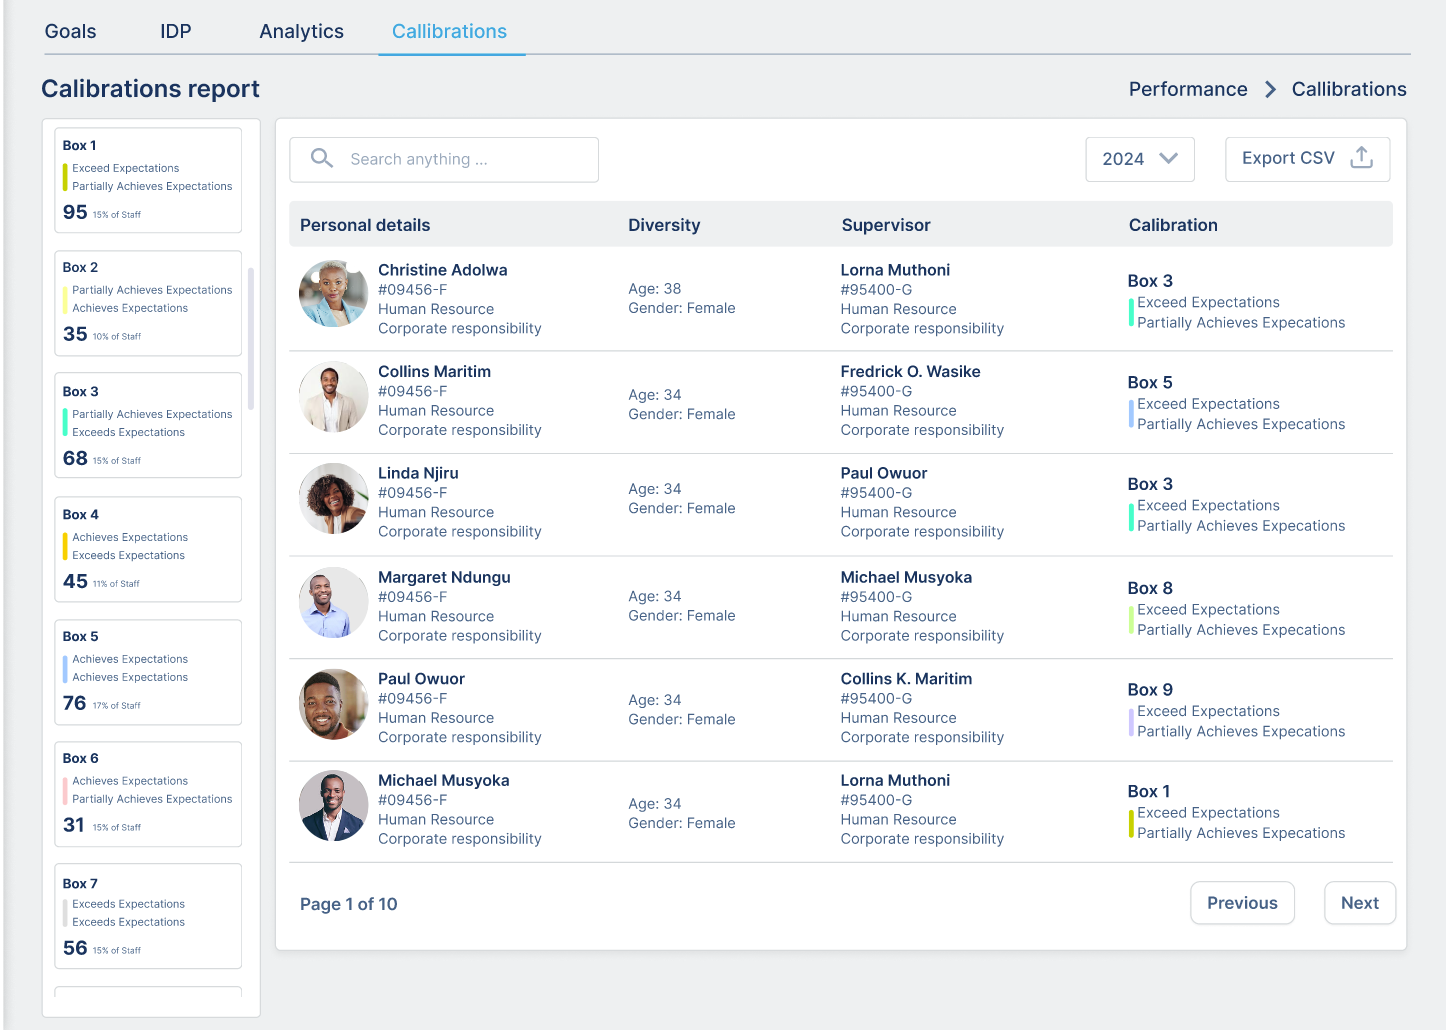 Goals IDP Analytics Callibrations
Calibrations report
Performance Callibrations
Box 1
Exceed Expectations
Partially Achieves Expectations
95 15% of Staff
Box 2
Partially Achieves Expectations
Achieves Expectations
35 10% of Staff
Box 3
Partially Achieves Expectations
Exceeds Expectations
68 15% of Staff
Box 4
Achieves Expectations
Exceeds Expectations
45 11% of Staff
Box 5
Achieves Expectations
Achieves Expectations
76 17% of Staff
Box 6
Achieves Expectations
Partially Achieves Expectations
31 15% of Staff
Box 7
Exceeds Expectations
Exceeds Expectations
56 15% of Staff
Search anything ...
2024
Export CSV
Personal details Diversity Supervisor Calibration
Christine Adolwa
#09456-F
Human Resource
Corporate responsibility
Age: 38
Gender: Female
Lorna Muthoni
#95400-G
Human Resource
Corporate responsibility
Box 3
Exceed Expectations
Partially Achieves Expecations
Collins Maritim
#09456-F
Human Resource
Corporate responsibility
Age: 34
Gender: Female
Fredrick O. Wasike
#95400-G
Human Resource
Corporate responsibility
Box 5
Exceed Expectations
Partially Achieves Expecations
Linda Njiru
#09456-F
Human Resource
Corporate responsibility
Age: 34
Gender: Female
Paul Owuor
#95400-G
Human Resource
Corporate responsibility
Box 3
Exceed Expectations
Partially Achieves Expecations
Margaret Ndungu
#09456-F
Human Resource
Corporate responsibility
Age: 34
Gender: Female
Michael Musyoka
#95400-G
Human Resource
Corporate responsibility
Box 8
Exceed Expectations
Partially Achieves Expecations
Paul Owuor
#09456-F
Human Resource
Corporate responsibility
Age: 34
Gender: Female
Collins K. Maritim
#95400-G
Human Resource
Corporate responsibility
Box 9
Exceed Expectations
Partially Achieves Expecations
Michael Musyoka
#09456-F
Human Resource
Corporate responsibility
Age: 34
Gender: Female
Lorna Muthoni
#95400-G
Human Resource
Corporate responsibility
Box 1
Exceed Expectations
Partially Achieves Expecations
Page 1 of 10
Previous
Next